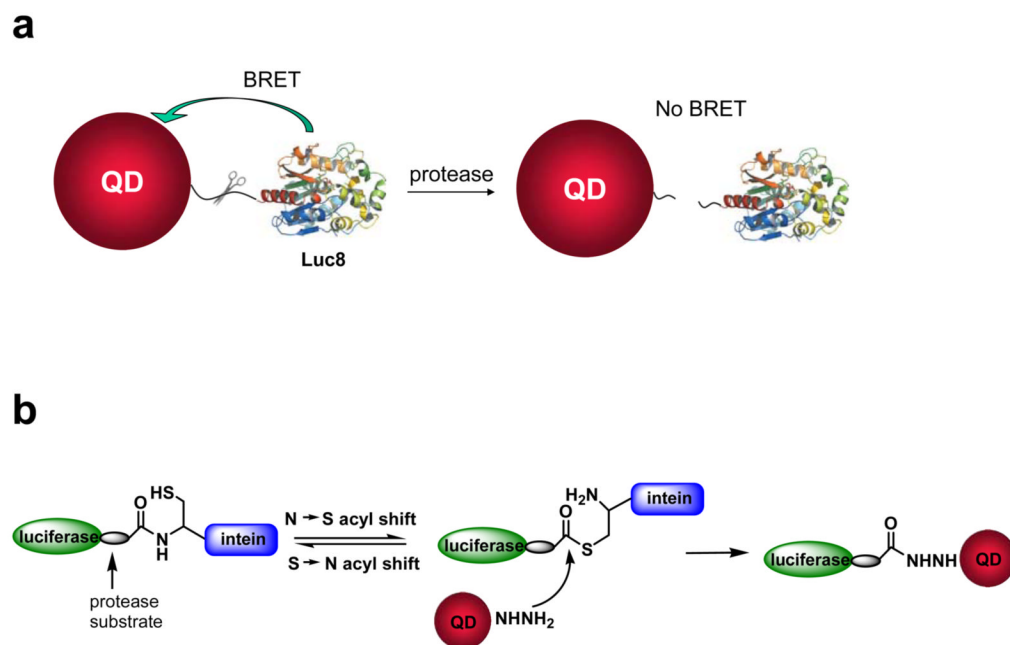 a
BRET
No BRET
QD
protease
QD
Luc8
b
HS
O
N
H
luciferase
intein
protease
substrate
N → S acyl shift
S → N acyl shift
H₂N
intein
O
luciferase
S
QD
NHNH₂
O
luciferase
NHNH
QD